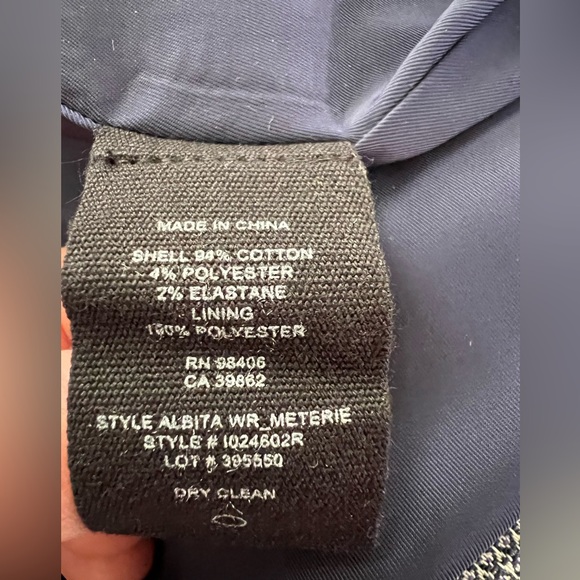 MADE IN CHINA
SHELL 94% COTTON
4% POLYESTER
2% ELASTANE
LINING
100% POLYESTER
RN 98406
CA 39862
STYLE ALBITA WR_METERIE
STYLE # I024602R
LOT # 395550
DRY CLEAN